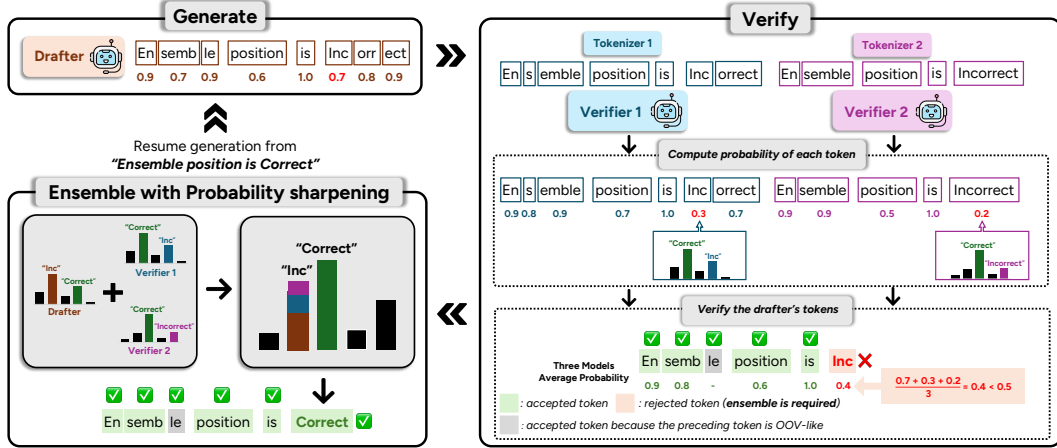 Generate
Drafter
En semb le position is Inc orr ect
0.9 0.7 0.9 0.6 1.0 0.7 0.8 0.9
Resume generation from
"Ensemble position is Correct"
Verify
Tokenizer 1
En s emble position is Inc orrect
Verifier 1
Tokenizer 2
En semble position is Incorrect
Verifier 2
Compute probability of each token
En s emble position is Inc orrect
0.9 0.8 0.9 0.7 1.0 0.3 0.7
"Correct"
"Inc"
En semble position is Incorrect
0.9 0.9 0.5 1.0 0.2
"Correct"
"Incorrect"
Verify the drafter's tokens
En semb le position is Inc
Three Models
Average Probability
0.9 0.8 - 0.6 1.0 0.4
0.7 + 0.3 + 0.2
3
= 0.4 < 0.5
: accepted token
: rejected token (ensemble is required)
: accepted token because the preceding token is OOV-like
Ensemble with Probability sharpening
"Inc"
"Correct"
Drafter
+
"Correct"
"Inc"
Verifier 1
"Correct"
"Incorrect"
Verifier 2
"Correct"
"Inc"
En semb le position is Correct